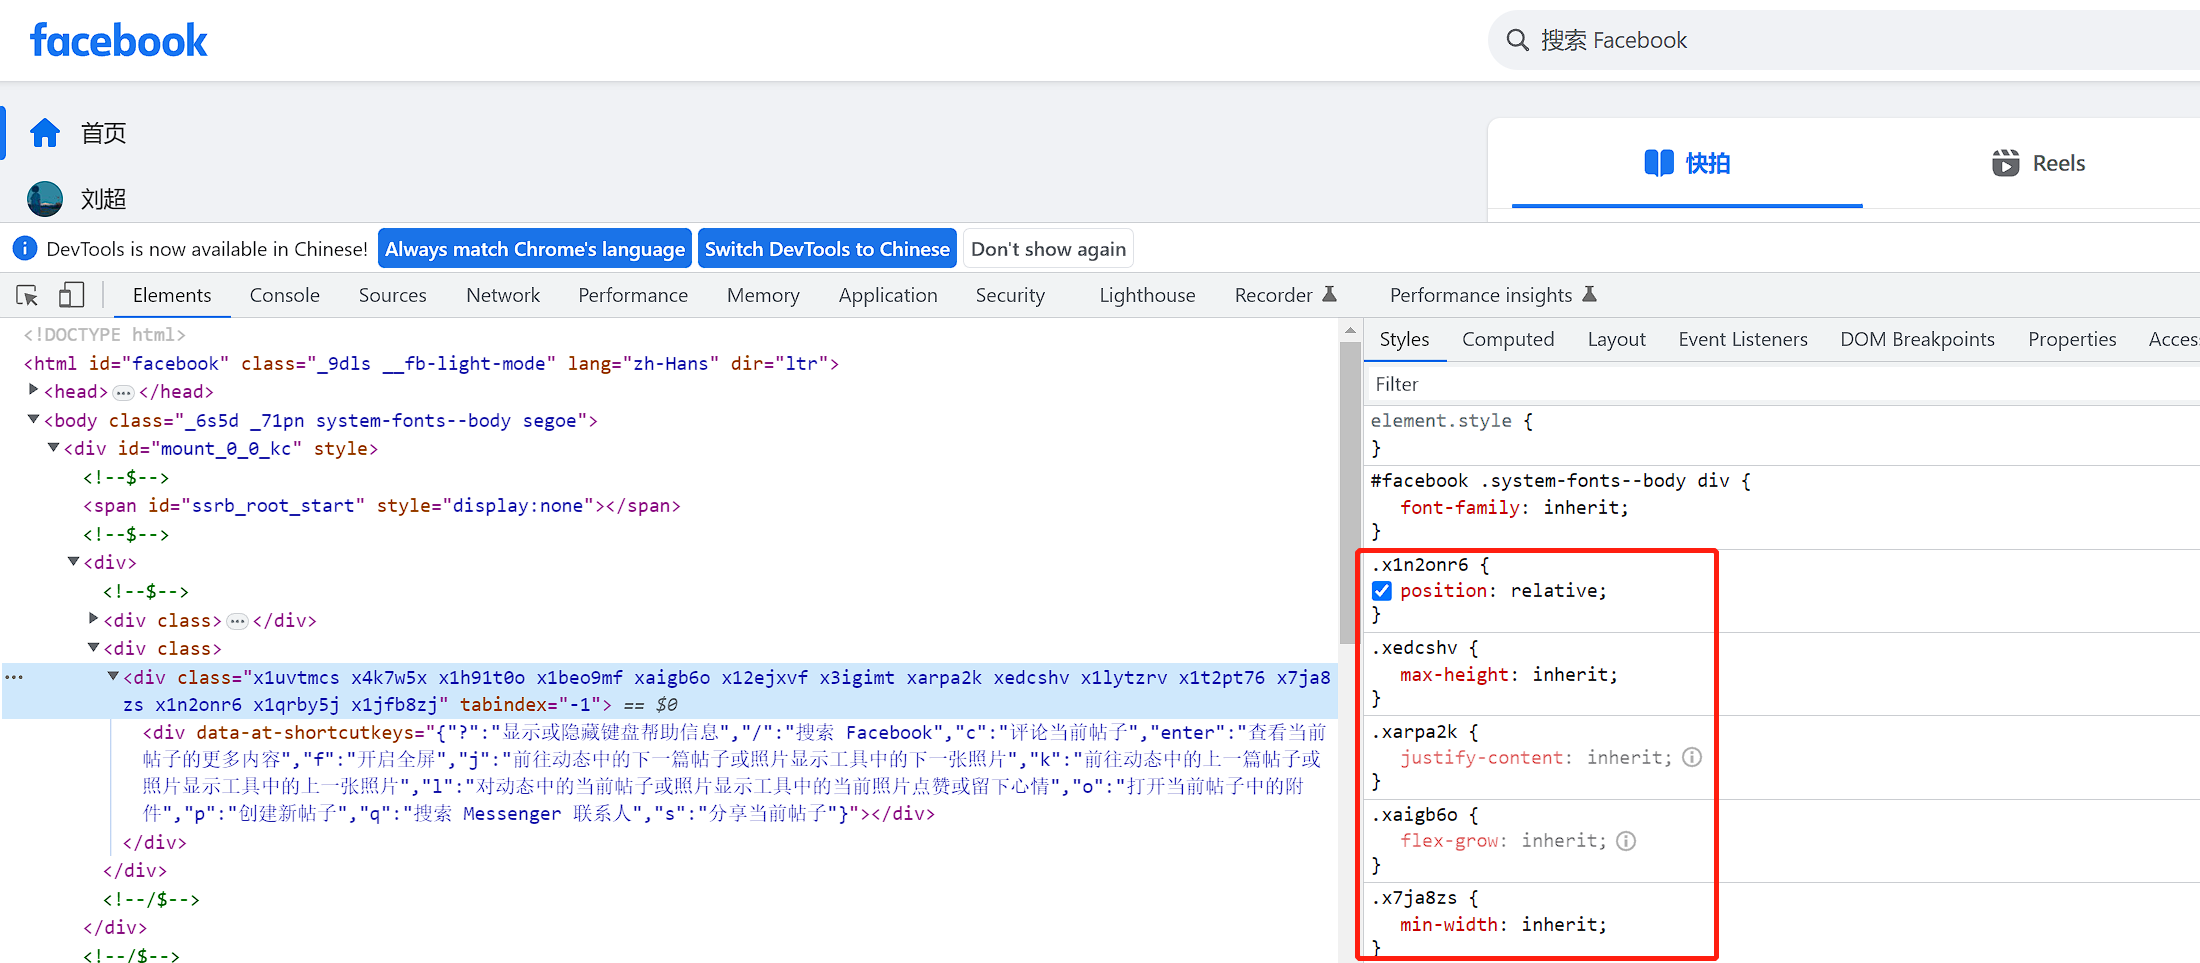 facebook
搜索 Facebook
首页
快拍
Reels
刘超
DevTools is now available in Chinese!
Always match Chrome's language
Switch DevTools to Chinese
Don't show again
Elements
Console
Sources
Network
Performance
Memory
Application
Security
Lighthouse
Recorder
Performance insights
<!DOCTYPE html>
<html id="facebook" class="_9dls __fb-light-mode" lang="zh-Hans" dir="ltr">
<head>…</head>
<body class="_6s5d _71pn system-fonts--body segoe">
<div id="mount_0_0_kc" style>
<!--$-->
<span id="ssrb_root_start" style="display:none"></span>
<!--$-->
<div>
<!--$-->
<div class>…</div>
<div class>
…
<div class="x1uvtmcs x4k7w5x x1h91t0o x1beo9mf xaigb6o x12ejxvf x3igimt xarpa2k xedcshv x1lytzrv x1t2pt76 x7ja8
zs x1n2onr6 x1qrby5j x1jfb8zj" tabindex="-1"> == $0
<div data-at-shortcutkeys="{"?":"显示或隐藏键盘帮助信息","/":"搜索 Facebook","c":"评论当前帖子","enter":"查看当前
帖子的更多内容","f":"开启全屏","j":"前往动态中的下一篇帖子或照片显示工具中的下一张照片","k":"前往动态中的上一篇帖子或
照片显示工具中的上一张照片","l":"对动态中的当前帖子或照片显示工具中的当前照片点赞或留下心情","o":"打开当前帖子中的附
件","p":"创建新帖子","q":"搜索 Messenger 联系人","s":"分享当前帖子"}"></div>
</div>
</div>
<!--/$-->
</div>
<!--/$-->
Styles
Computed
Layout
Event Listeners
DOM Breakpoints
Properties
Acces
Filter
element.style {
}
#facebook .system-fonts--body div {
font-family: inherit;
}
.x1n2onr6 {
position: relative;
}
.xedcshv {
max-height: inherit;
}
.xarpa2k {
justify-content: inherit;
}
.xaigb6o {
flex-grow: inherit;
}
.x7ja8zs {
min-width: inherit;
}